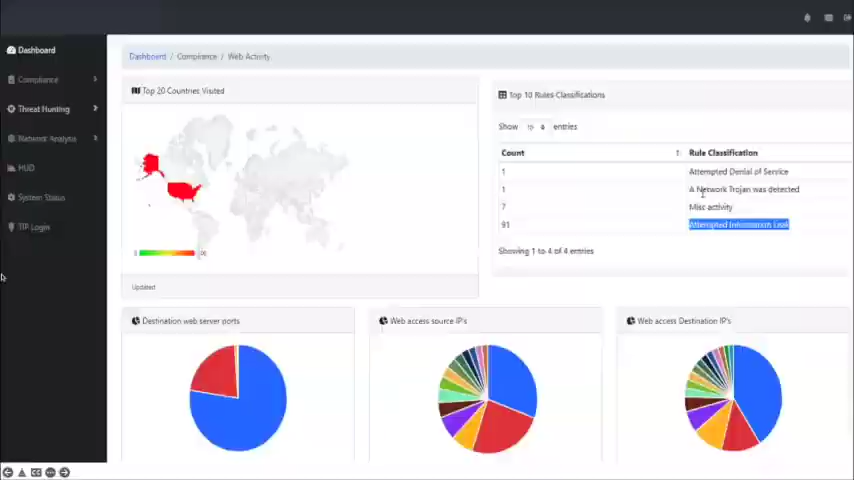 Dashboard
Compliance
Threat Hunting
Network Analysis
HUD
System Status
TIP Login
Dashboard / Compliance / Web Activity
Top 20 Countries Visited
Updated
Top 10 Rules Classifications
Show 10 entries
Count Rule Classification
1 Attempted Denial of Service
1 A Network Trojan was detected
7 Misc activity
91 Attempted Information Leak
Showing 1 to 4 of 4 entries
Destination web server ports
Web access source IP's
Web access Destination IP's